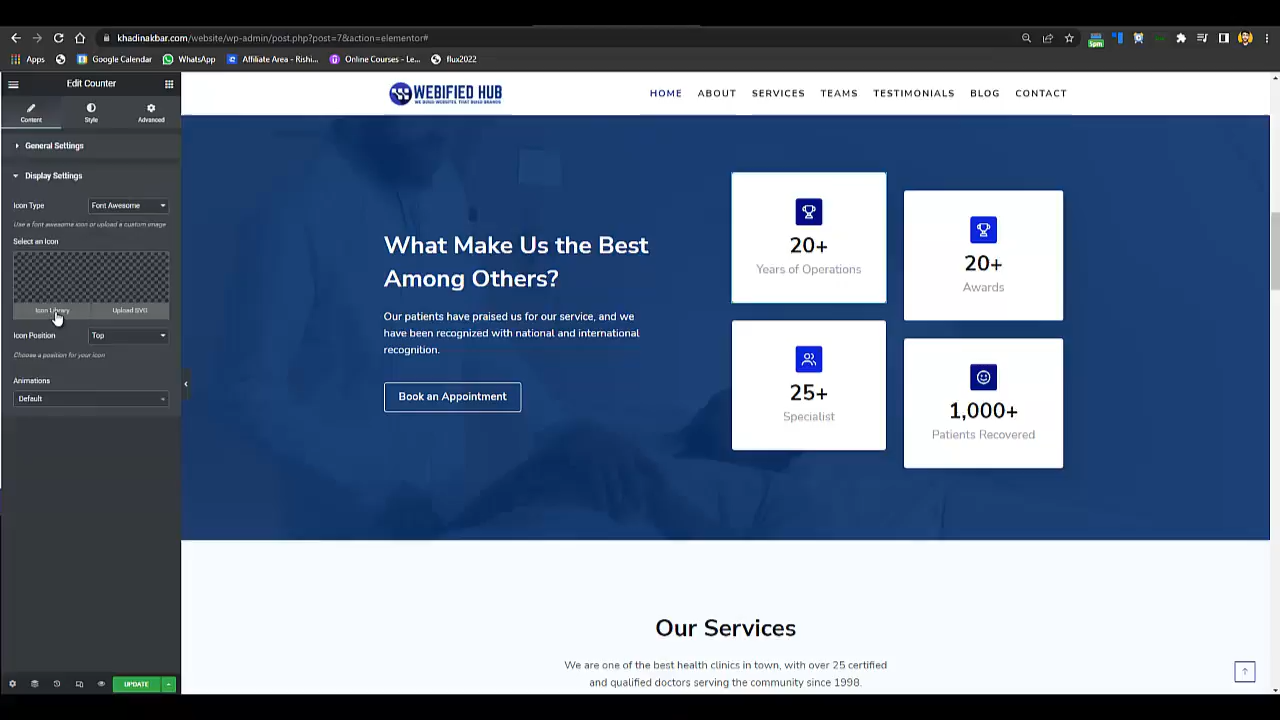 khadinakbar.com/website/wp-admin/post.php?post=7&action=elementor#
Apps
Google Calendar
WhatsApp
Affiliate Area - Rishi...
Online Courses - Le...
flux2022
5pm
Edit Counter
Content
Style
Advanced
General Settings
Display Settings
Icon Type
Font Awesome
Use a font awesome icon or upload a custom image
Select an Icon
Icon Library
Upload SVG
Icon Position
Top
Choose a position for your icon
Animations
Default
UPDATE
WEBIFIED HUB
WE BUILD WEBSITES, THAT BUILD BRANDS
HOME
ABOUT
SERVICES
TEAMS
TESTIMONIALS
BLOG
CONTACT
What Make Us the Best
Among Others?
Our patients have praised us for our service, and we
have been recognized with national and international
recognition.
Book an Appointment
20+
Years of Operations
20+
Awards
25+
Specialist
1,000+
Patients Recovered
Our Services
We are one of the best health clinics in town, with over 25 certified
and qualified doctors serving the community since 1998.